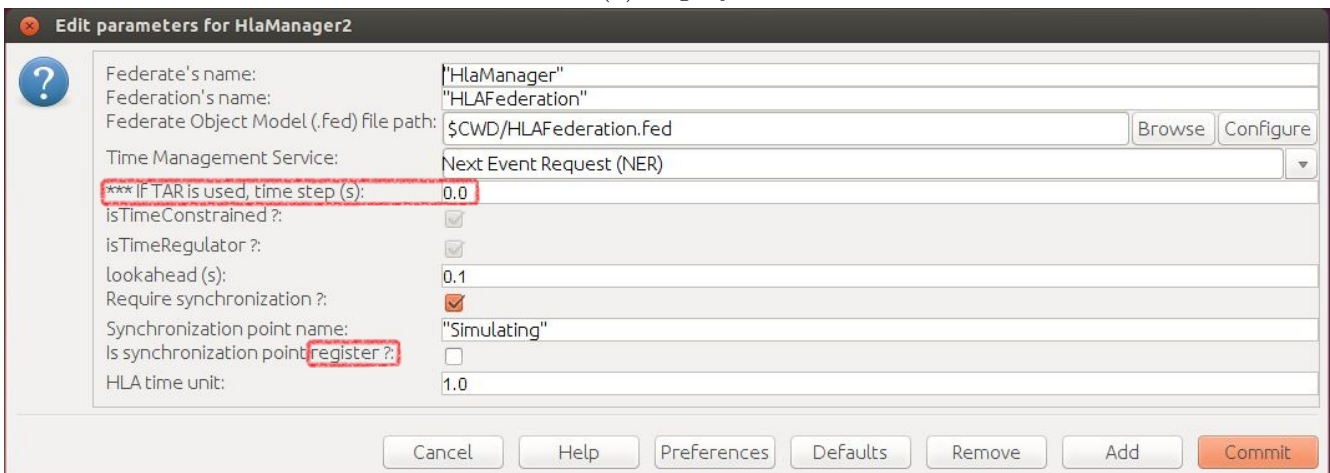 Edit parameters for HlaManager2
Federate's name: "HlaManager"
Federation's name: "HLAFederation"
Federate Object Model (.fed) file path: $CWD/HLAFederation.fed Browse Configure
Time Management Service: Next Event Request (NER)
*** If TAR is used, time step (s): 0.0
isTimeConstrained ?:
isTimeRegulator ?:
lookahead (s): 0.1
Require synchronization ?:
Synchronization point name: "Simulating"
Is synchronization point register ?:
HLA time unit: 1.0
Cancel Help Preferences Defaults Remove Add Commit